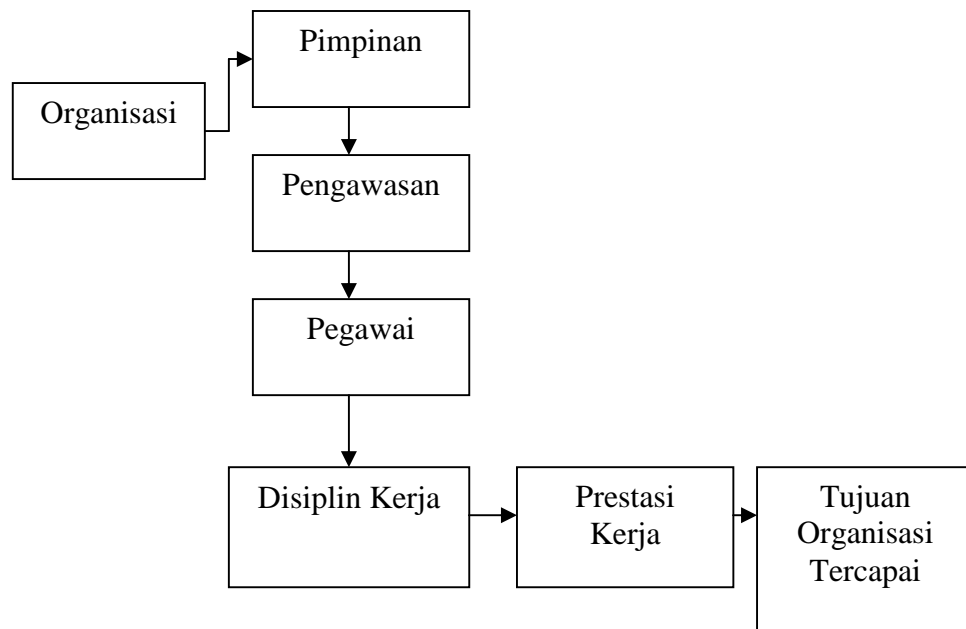 Pimpinan
Organisasi
Pengawasan
Pegawai
Disiplin Kerja
Prestasi
Kerja
Tujuan
Organisasi
Tercapai